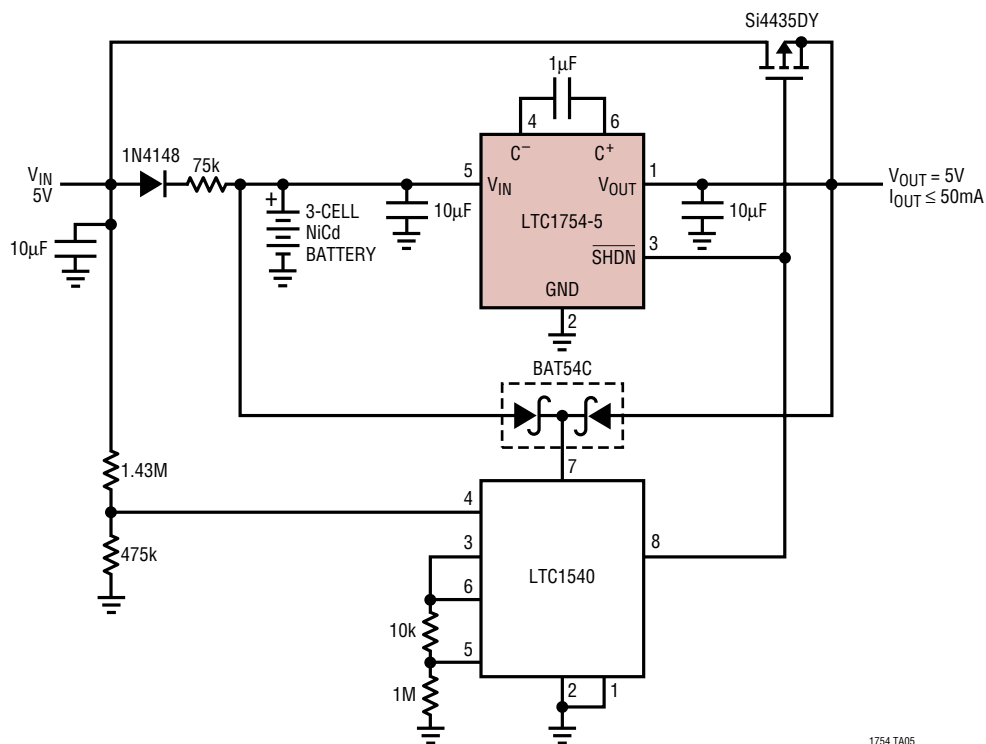 Si4435DY
1µF
4
6
C−
C+
1N4148
75k
VIN
5V
5
VIN
VOUT
1
VOUT = 5V
IOUT ≤ 50mA
+
3-CELL
NiCd
BATTERY
10µF
LTC1754-5
10µF
10µF
SHDN
3
GND
2
BAT54C
7
1.43M
4
475k
3
8
6
LTC1540
10k
5
1M
2
1
1754 TA05